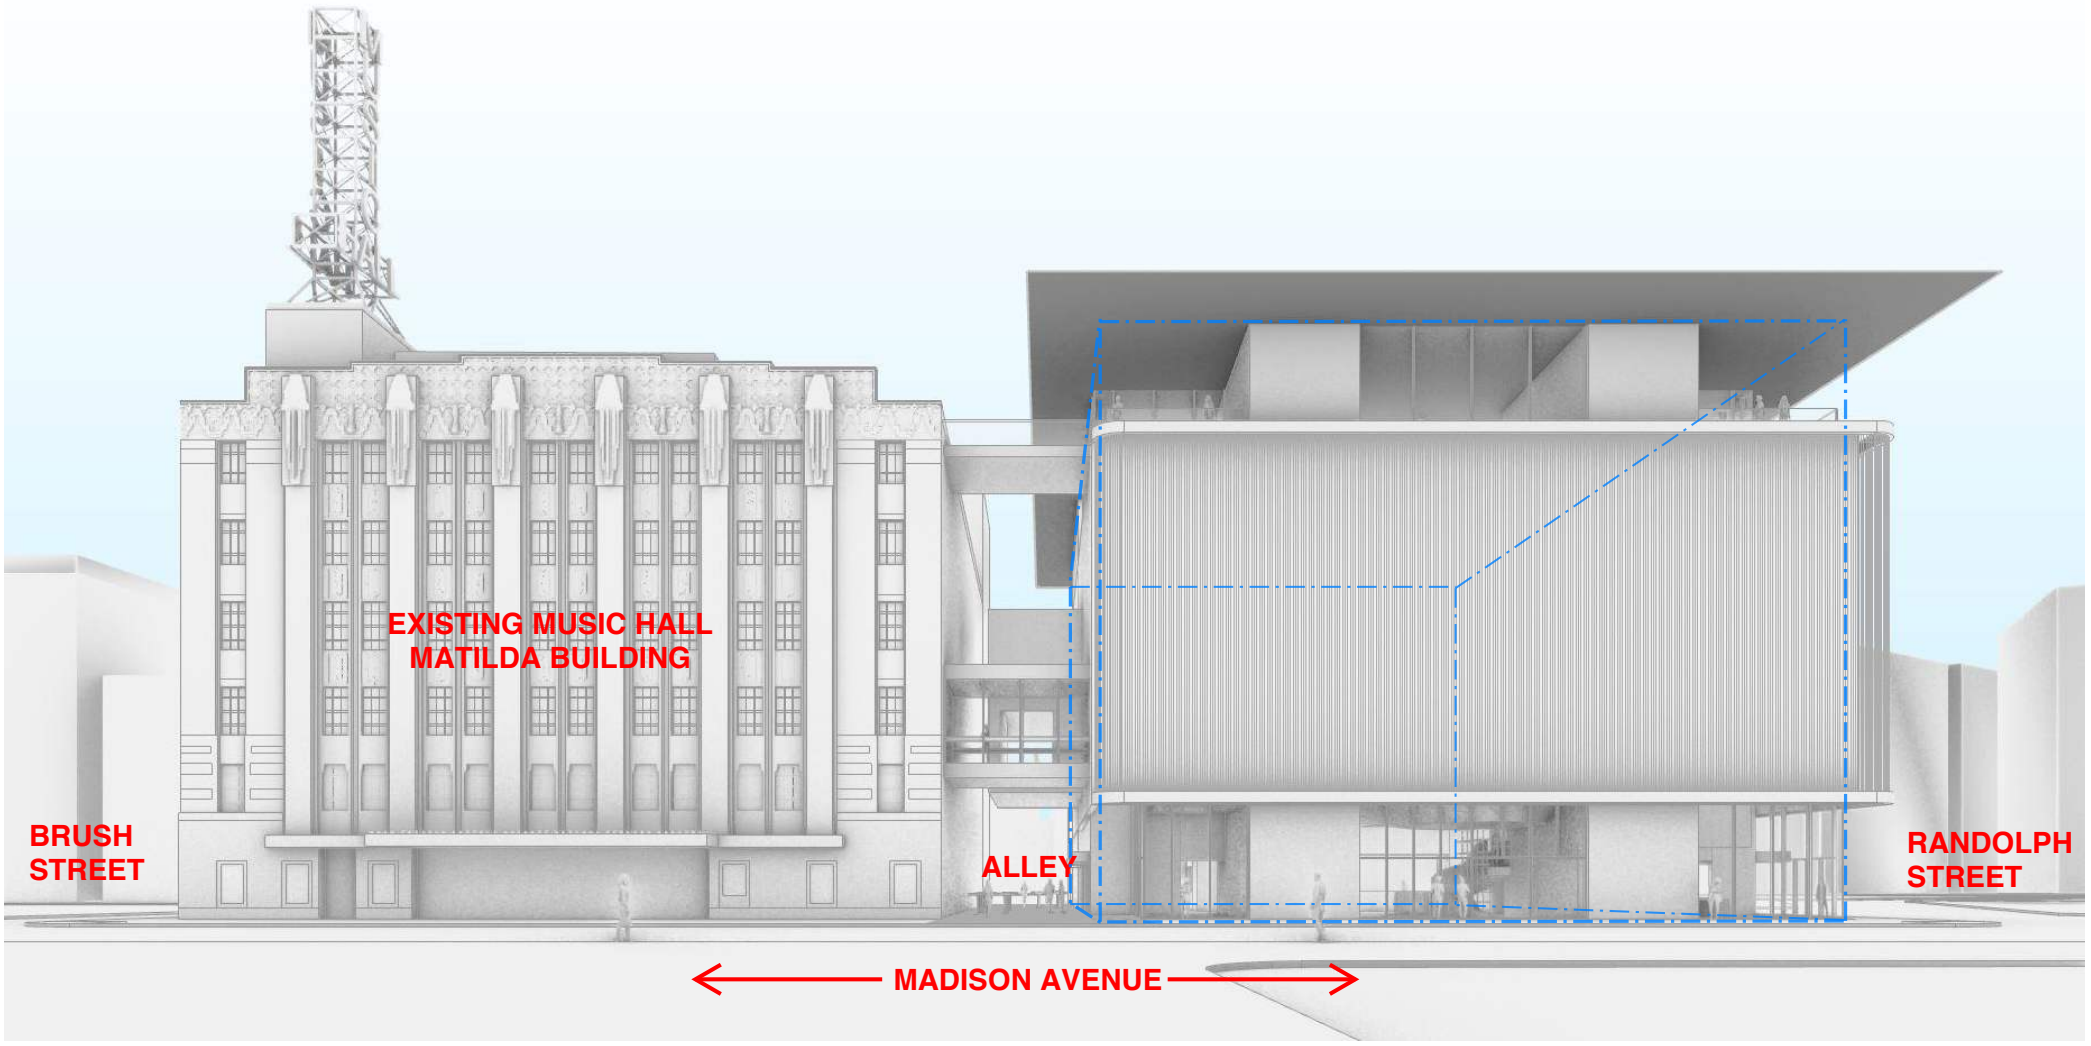 EXISTING MUSIC HALL
MATILDA BUILDING
BRUSH
STREET
ALLEY
RANDOLPH
STREET
MADISON AVENUE